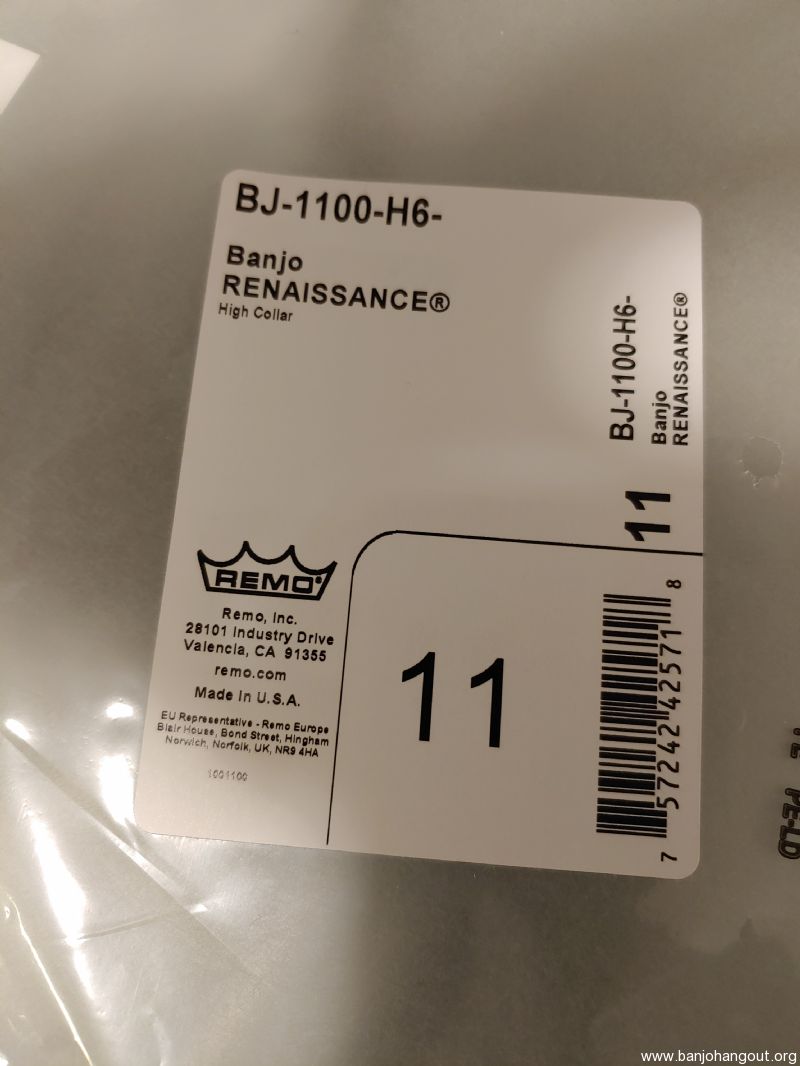 BJ-1100-H6-
Banjo
RENAISSANCE®
High Collar
BJ-1100-H6-
Banjo
RENAISSANCE®
11
REMO®
Remo, Inc.
28101 Industry Drive
Valencia, CA 91355
remo.com
Made in U.S.A.
EU Representative - Remo Europe
Blair House, Bond Street, Hingham
Norwich, Norfolk, UK, NR9 4HA
1001100
11
7 57242 42571 8
PE-LD
www.banjohangout.org